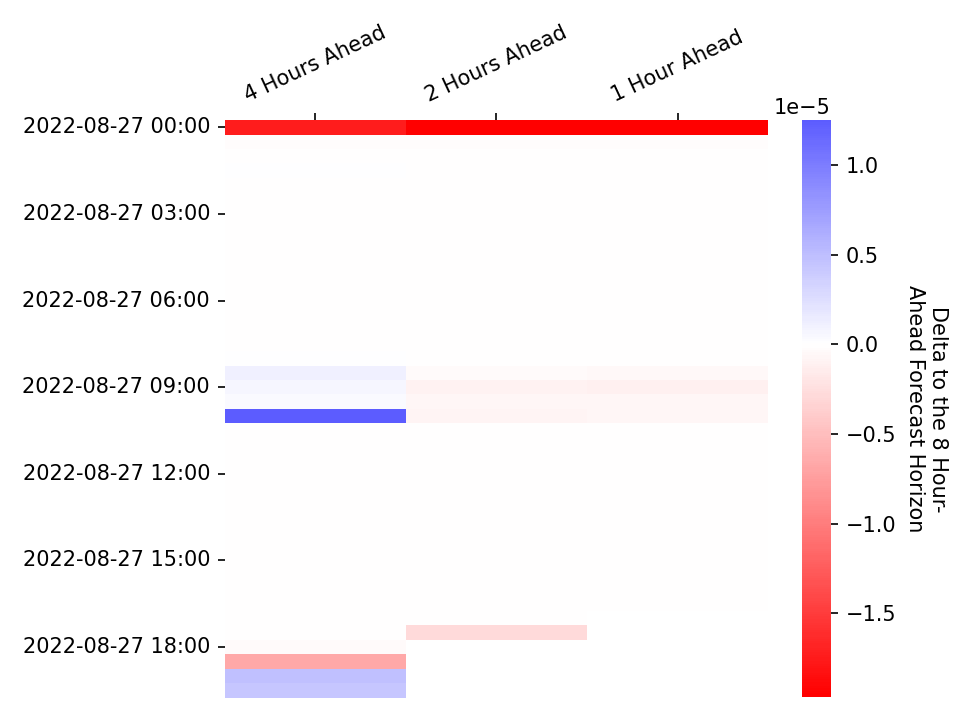 4 Hours Ahead
2 Hours Ahead
1 Hour Ahead
1e−5
2022-08-27 00:00
2022-08-27 03:00
2022-08-27 06:00
2022-08-27 09:00
2022-08-27 12:00
2022-08-27 15:00
2022-08-27 18:00
1.0
0.5
0.0
−0.5
−1.0
−1.5
Delta to the 8 Hour-
Ahead Forecast Horizon